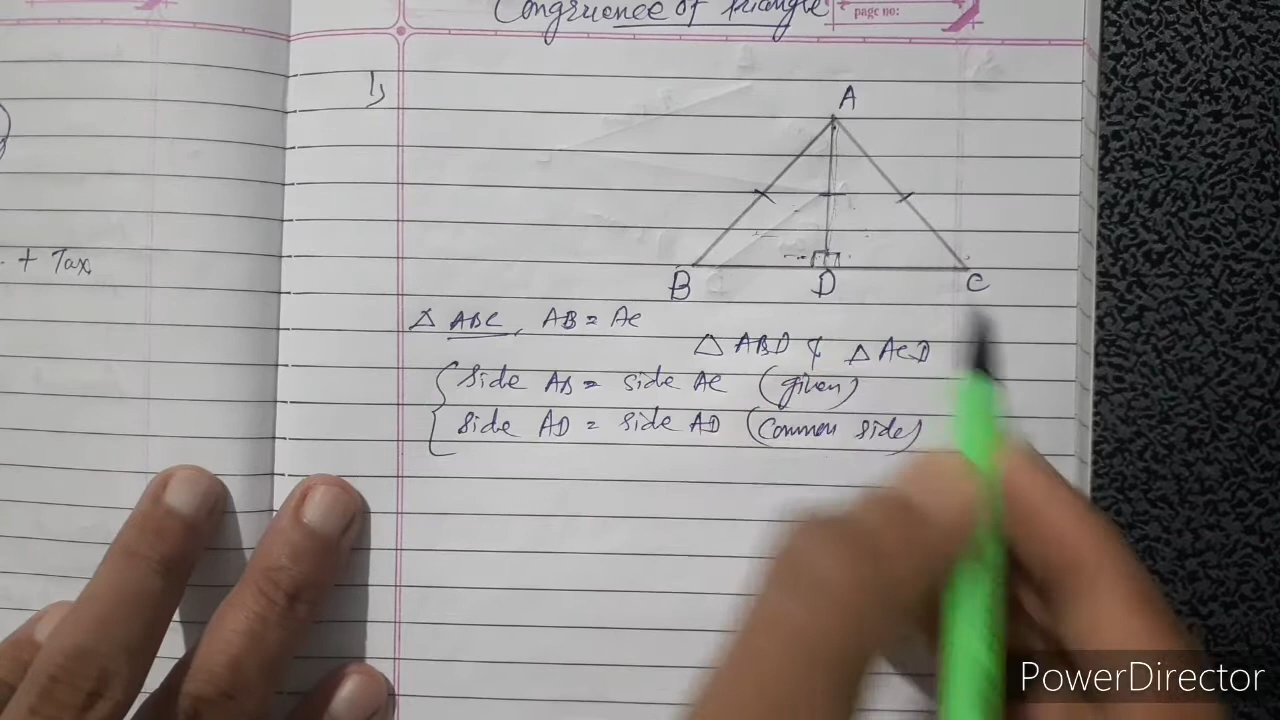 Congruence of triangle
page no:
1)
A
B D C
+ Tax
△ ABC, AB = AC
△ ABD & △ ACD
Side AB = side AC (given)
Side AD = side AD (Common side)
PowerDirector